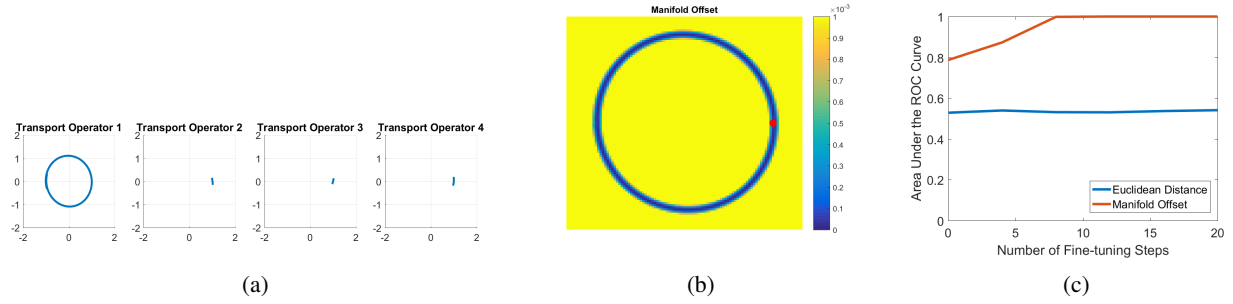 Transport Operator 1
Transport Operator 2
Transport Operator 3
Transport Operator 4
2
1
0
-1
-2
-2 0 2
2
1
0
-1
-2
-2 0 2
2
1
0
-1
-2
-2 0 2
2
1
0
-1
-2
-2 0 2
(a)
Manifold Offset
×10⁻³
1
0.9
0.8
0.7
0.6
0.5
0.4
0.3
0.2
0.1
0
(b)
Area Under the ROC Curve
1
0.8
0.6
0.4
0.2
0
0 5 10 15 20
Number of Fine-tuning Steps
Euclidean Distance
Manifold Offset
(c)